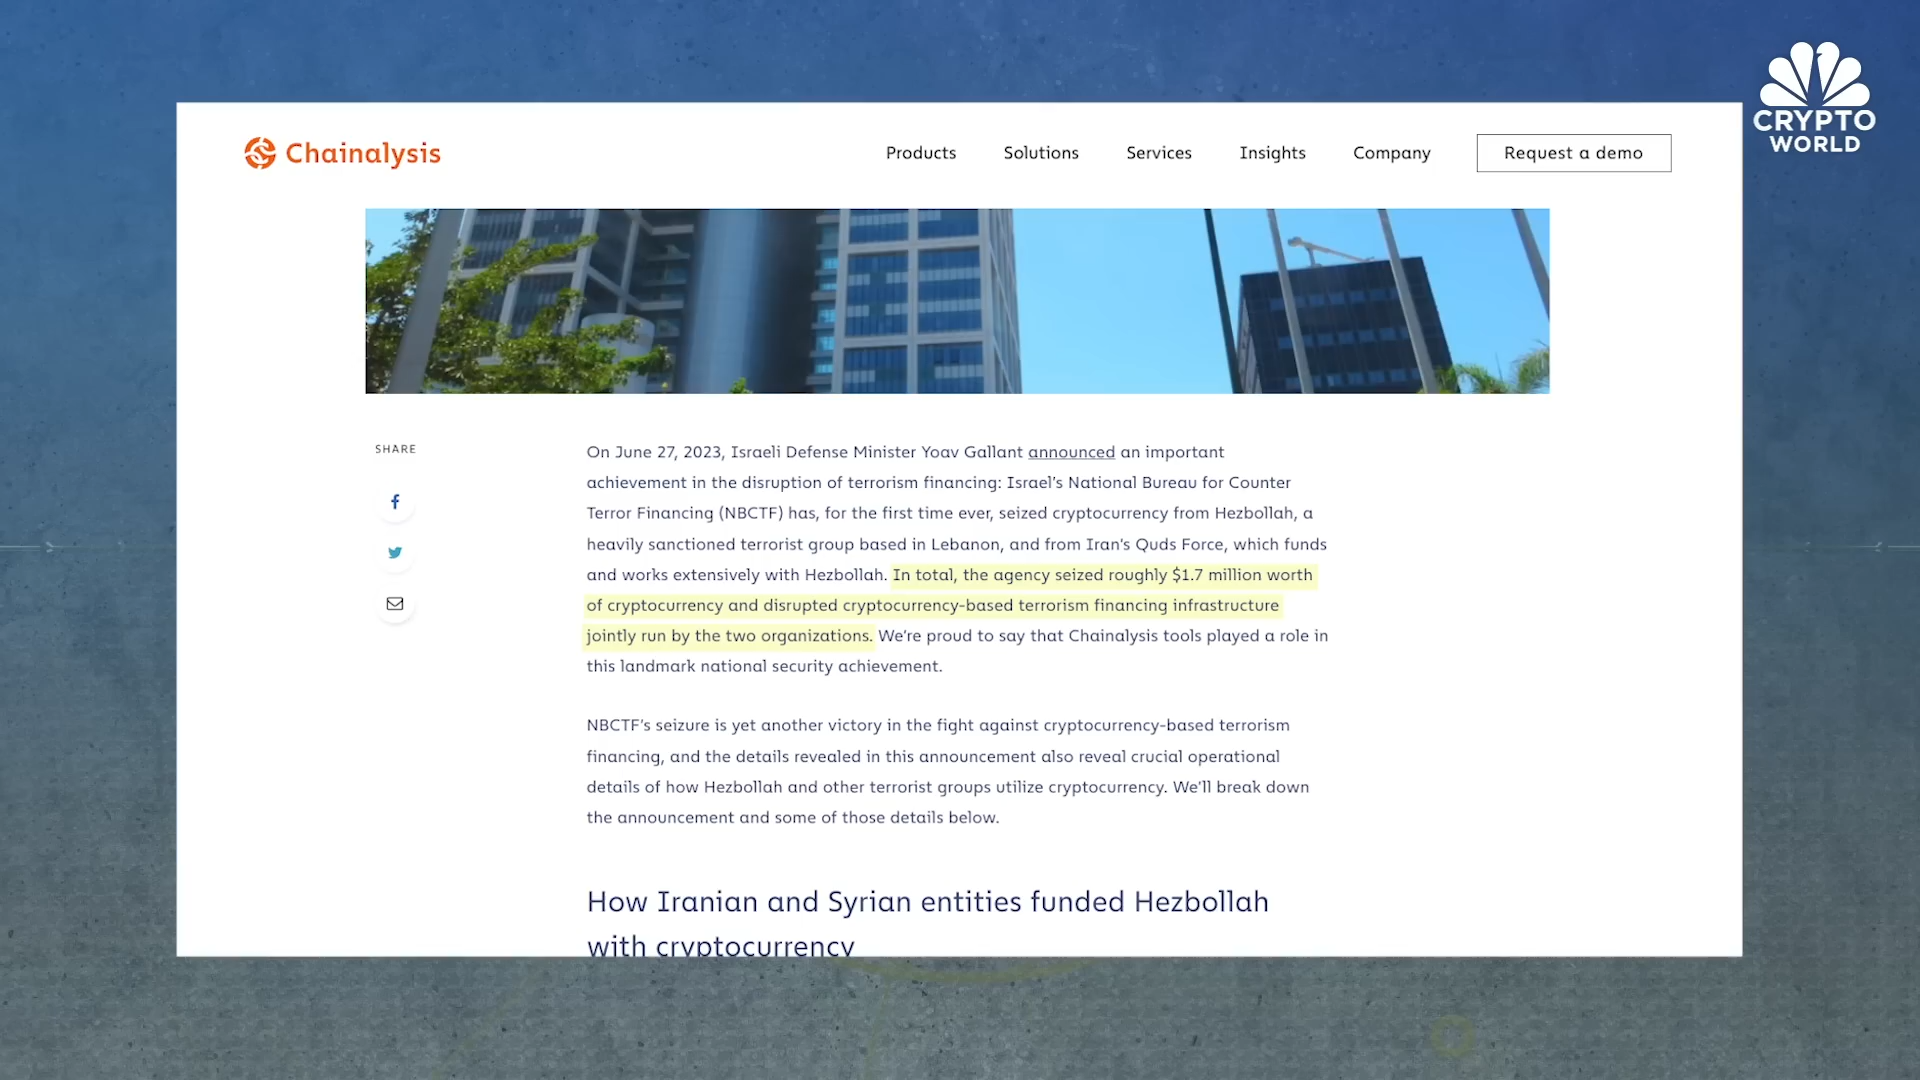 CRYPTO
WORLD
Chainalysis
Products
Solutions
Services
Insights
Company
Request a demo
SHARE
On June 27, 2023, Israeli Defense Minister Yoav Gallant announced an important
achievement in the disruption of terrorism financing: Israel's National Bureau for Counter
Terror Financing (NBCTF) has, for the first time ever, seized cryptocurrency from Hezbollah, a
heavily sanctioned terrorist group based in Lebanon, and from Iran's Quds Force, which funds
and works extensively with Hezbollah. In total, the agency seized roughly $1.7 million worth
of cryptocurrency and disrupted cryptocurrency-based terrorism financing infrastructure
jointly run by the two organizations. We're proud to say that Chainalysis tools played a role in
this landmark national security achievement.
NBCTF's seizure is yet another victory in the fight against cryptocurrency-based terrorism
financing, and the details revealed in this announcement also reveal crucial operational
details of how Hezbollah and other terrorist groups utilize cryptocurrency. We'll break down
the announcement and some of those details below.
How Iranian and Syrian entities funded Hezbollah
with cryptocurrency